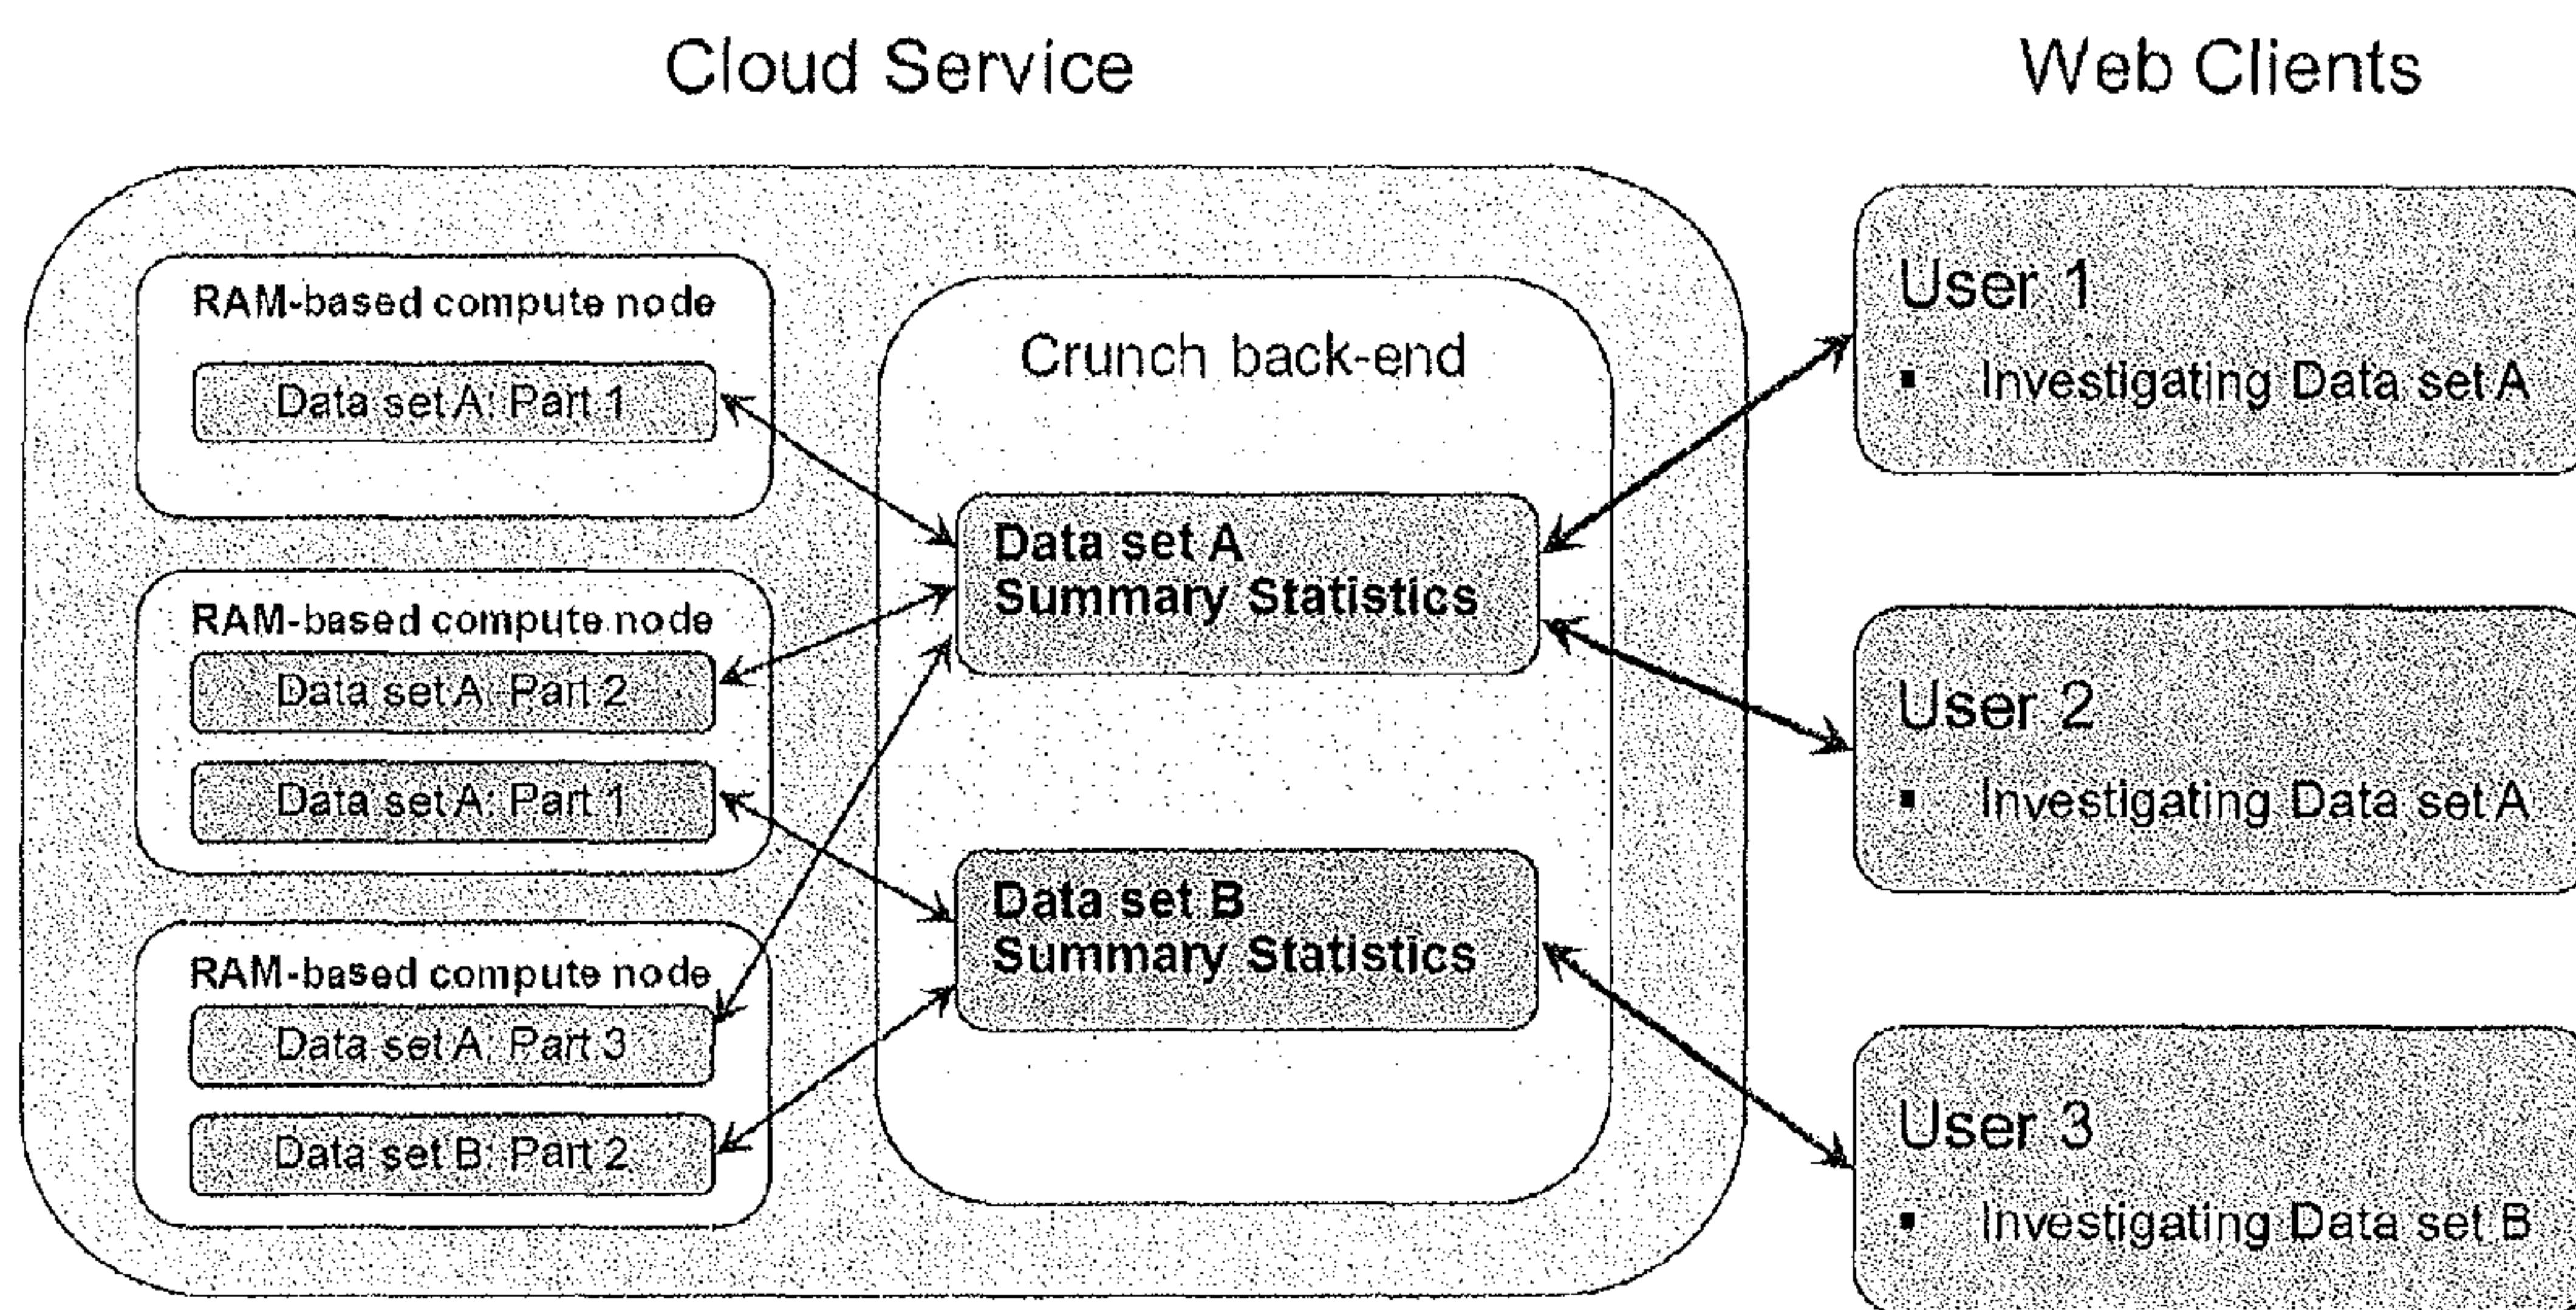 Cloud Service
Web Clients
RAM-based compute node
Data set A: Part 1
RAM-based compute node
Data set A: Part 2
Data set A: Part 1
RAM-based compute node
Data set A: Part 3
Data set B: Part 2
Crunch back-end
Data set A
Summary Statistics
Data set B
Summary Statistics
User 1
▪ Investigating Data set A
User 2
▪ Investigating Data set A
User 3
▪ Investigating Data set B